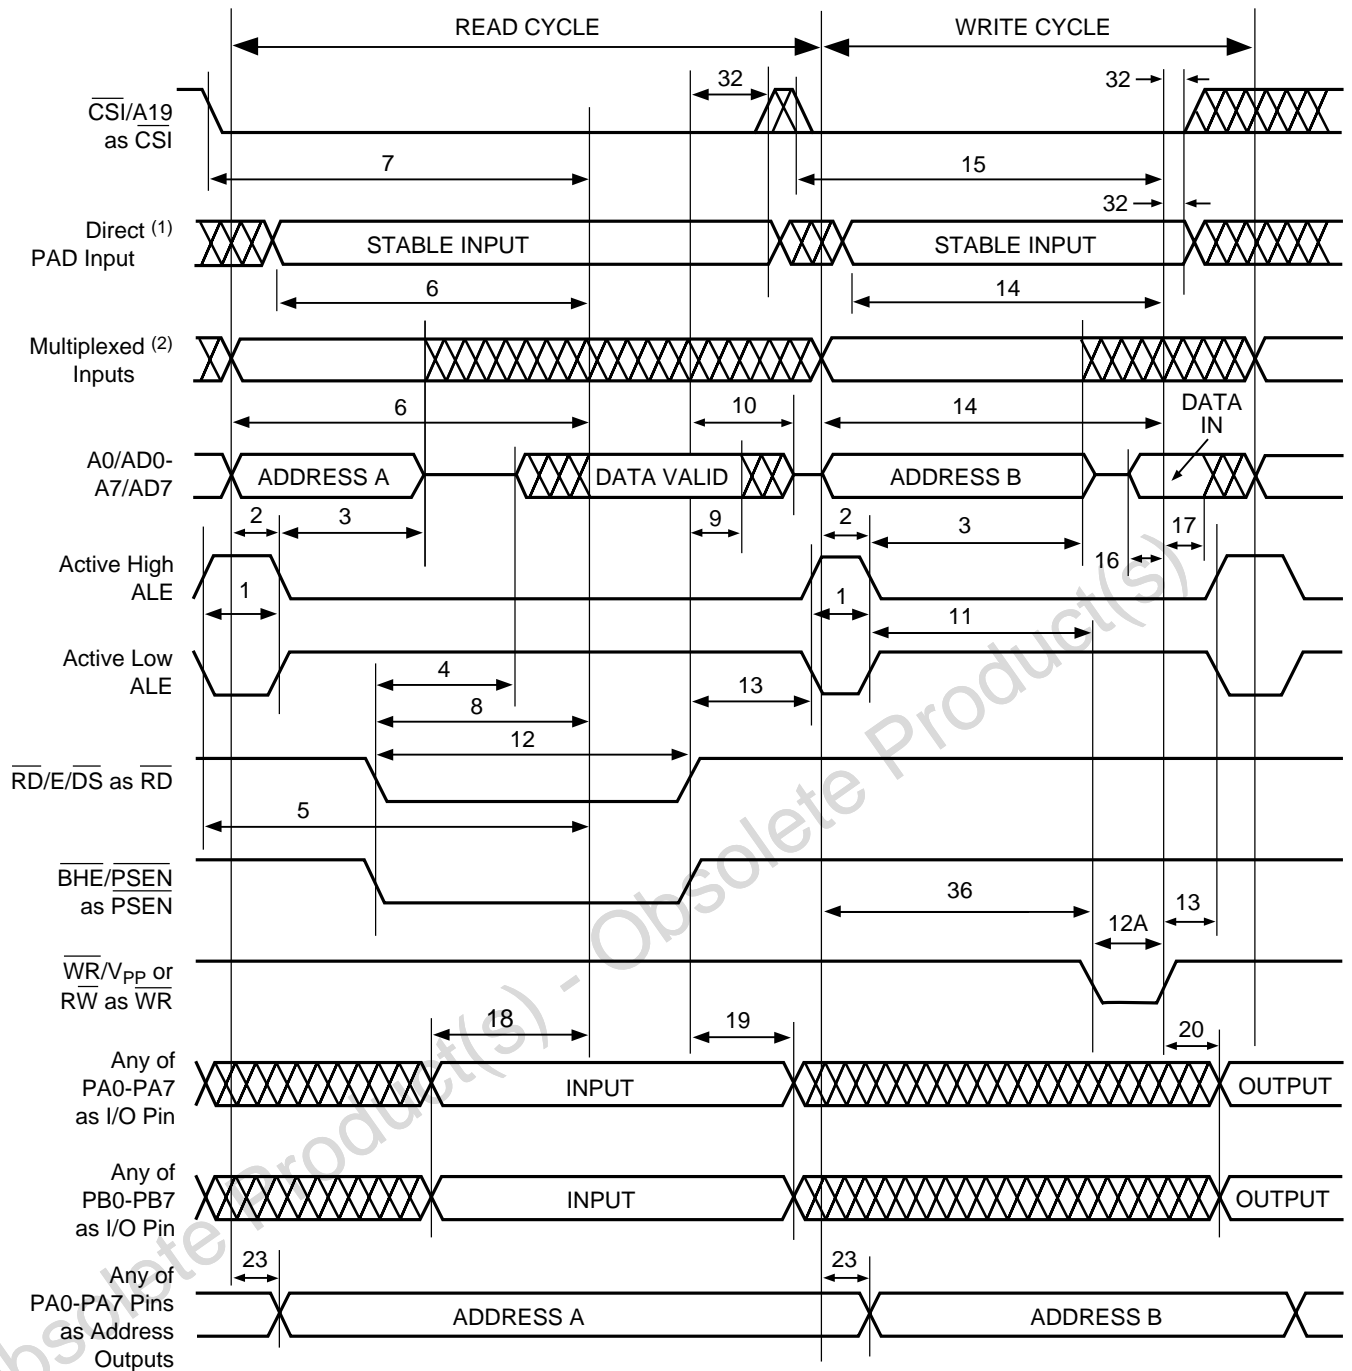 READ CYCLE
WRITE CYCLE
32
32
CSI/A19
as CSI
7
15
32
Direct (1)
PAD Input
STABLE INPUT
STABLE INPUT
6
14
Multiplexed (2)
Inputs
6
10
14
DATA
IN
A0/AD0-
A7/AD7
ADDRESS A
DATA VALID
ADDRESS B
2
3
9
2
3
17
16
Active High
ALE
1
1
11
Active Low
ALE
4
13
8
12
RD/E/DS as RD
5
BHE/PSEN
as PSEN
36
12A
13
WR/VPP or
RW as WR
18
19
20
Any of
PA0-PA7
as I/O Pin
INPUT
OUTPUT
Any of
PB0-PB7
as I/O Pin
INPUT
OUTPUT
23
23
Any of
PA0-PA7 Pins
as Address
Outputs
ADDRESS A
ADDRESS B
Obsolete Product(s) - Obsolete Product(s)